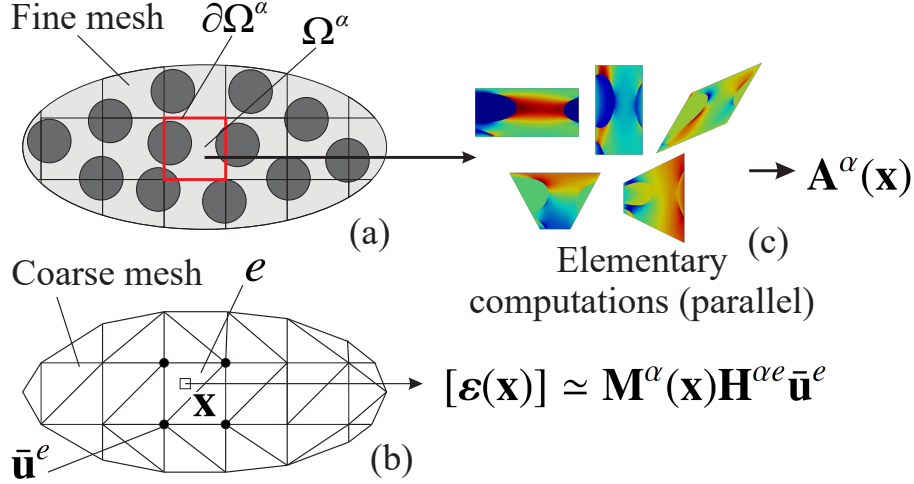 Fine mesh
∂Ω^α
Ω^α
(a)
A^α(x)
(c)
Elementary
computations (parallel)
Coarse mesh
e
x
[ε(x)] ≃ M^α(x)H^{αe} ū^e
ū^e
(b)